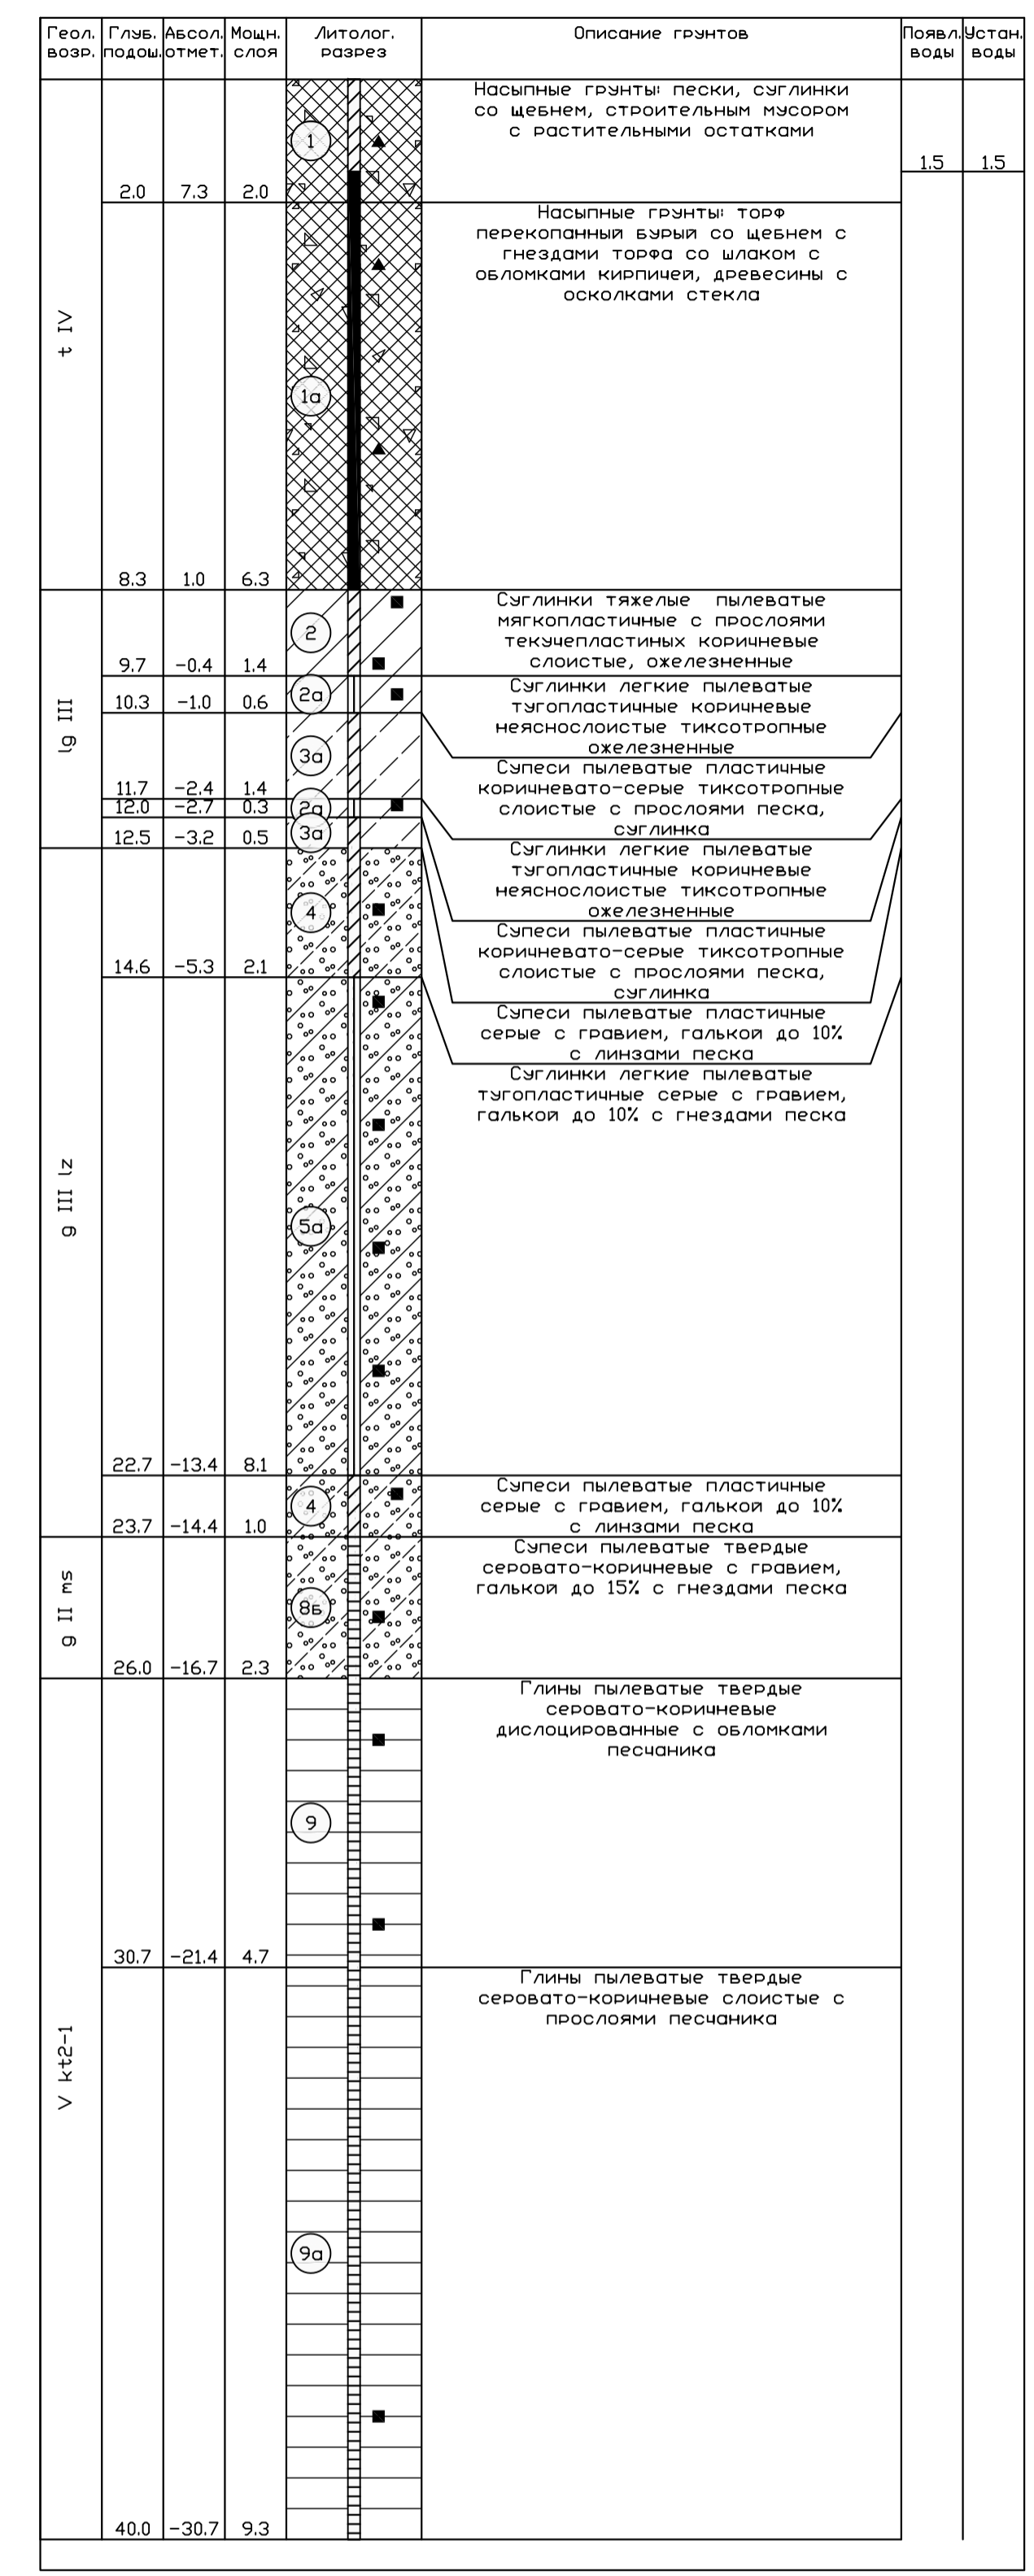 Геол. возр.
Глуб. подош.
Абсол. отмет.
Мощн. слоя
Литолог. разрез
Описание грунтов
Появл. воды
Устан. воды
t IV
1
Насыпные грунты: пески, суглинки
со щебнем, строительным мусором
с растительными остатками
1.5 1.5
2.0 7.3 2.0
1а
Насыпные грунты: торф
перекопанный бурый со щебнем с
гнездами торфа со шлаком с
обломками кирпичей, древесины с
осколками стекла
8.3 1.0 6.3
lg III
2
Суглинки тяжелые пылеватые
мягкопластичные с прослоями
текучепластиных коричневые
слоистые, ожелезненные
9.7 -0.4 1.4
2а
Суглинки легкие пылеватые
тугопластичные коричневые
неяснослоистые тиксотропные
ожелезненные
10.3 -1.0 0.6
3а
Супеси пылеватые пластичные
коричневато-серые тиксотропные
слоистые с прослоями песка,
суглинка
11.7 -2.4 1.4
2а
Суглинки легкие пылеватые
тугопластичные коричневые
неяснослоистые тиксотропные
ожелезненные
12.0 -2.7 0.3
3а
Супеси пылеватые пластичные
коричневато-серые тиксотропные
слоистые с прослоями песка,
суглинка
12.5 -3.2 0.5
g III lz
4
Супеси пылеватые пластичные
серые с гравием, галькой до 10%
с линзами песка
14.6 -5.3 2.1
5а
Суглинки легкие пылеватые
тугопластичные серые с гравием,
галькой до 10% с гнездами песка
22.7 -13.4 8.1
4
Супеси пылеватые пластичные
серые с гравием, галькой до 10%
с линзами песка
23.7 -14.4 1.0
g II ms
8б
Супеси пылеватые твердые
серовато-коричневые с гравием,
галькой до 15% с гнездами песка
26.0 -16.7 2.3
V kt2-1
9
Глины пылеватые твердые
серовато-коричневые
дислоцированные с обломками
песчаника
30.7 -21.4 4.7
9а
Глины пылеватые твердые
серовато-коричневые слоистые с
прослоями песчаника
40.0 -30.7 9.3